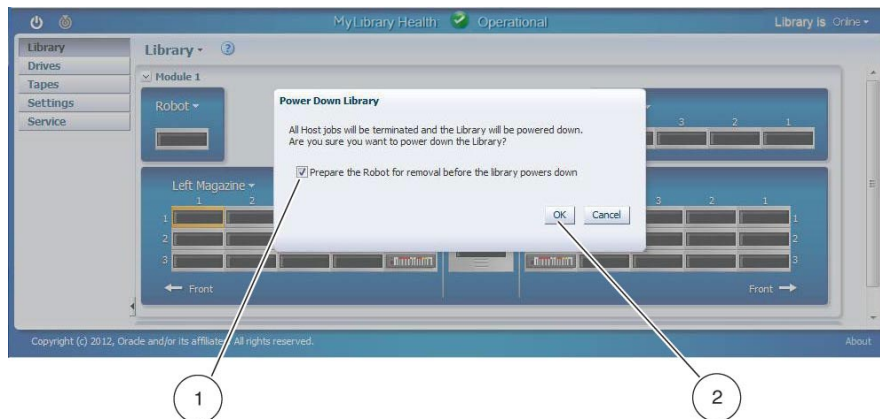 MyLibrary Health: Operational
Library is Online
Library
Drives
Tapes
Settings
Service
Library
?
Module 1
Robot
3 2 1
Power Down Library
All Host jobs will be terminated and the Library will be powered down.
Are you sure you want to power down the Library?
Prepare the Robot for removal before the library powers down
OK Cancel
Left Magazine
1 2
3 2 1
1 1
2 2
3 3
Front
Front
Copyright (c) 2012, Oracle and/or its affiliates. All rights reserved.
About
1
2